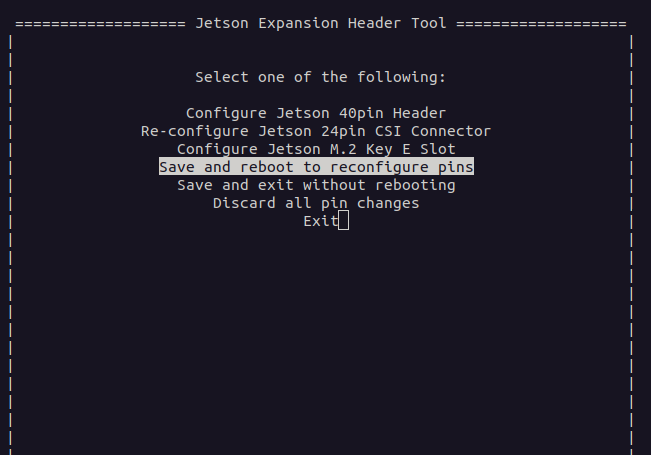 =================== Jetson Expansion Header Tool ===================
Select one of the following:
Configure Jetson 40pin Header
Re-configure Jetson 24pin CSI Connector
Configure Jetson M.2 Key E Slot
Save and reboot to reconfigure pins
Save and exit without rebooting
Discard all pin changes
Exit